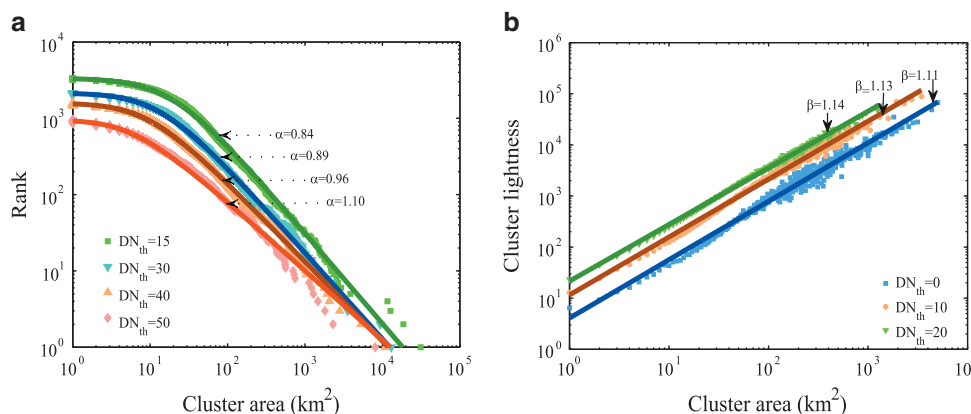 a
Rank
10^4
10^3
10^2
10^1
10^0
α=0.84
α=0.89
α=0.96
α=1.10
DN_th=15
DN_th=30
DN_th=40
DN_th=50
10^0 10^1 10^2 10^3 10^4 10^5
Cluster area (km^2)
b
Cluster lightness
10^6
10^5
10^4
10^3
10^2
10^1
10^0
β=1.14
β=1.13
β=1.11
DN_th=0
DN_th=10
DN_th=20
10^0 10^1 10^2 10^3 10
Cluster area (km^2)